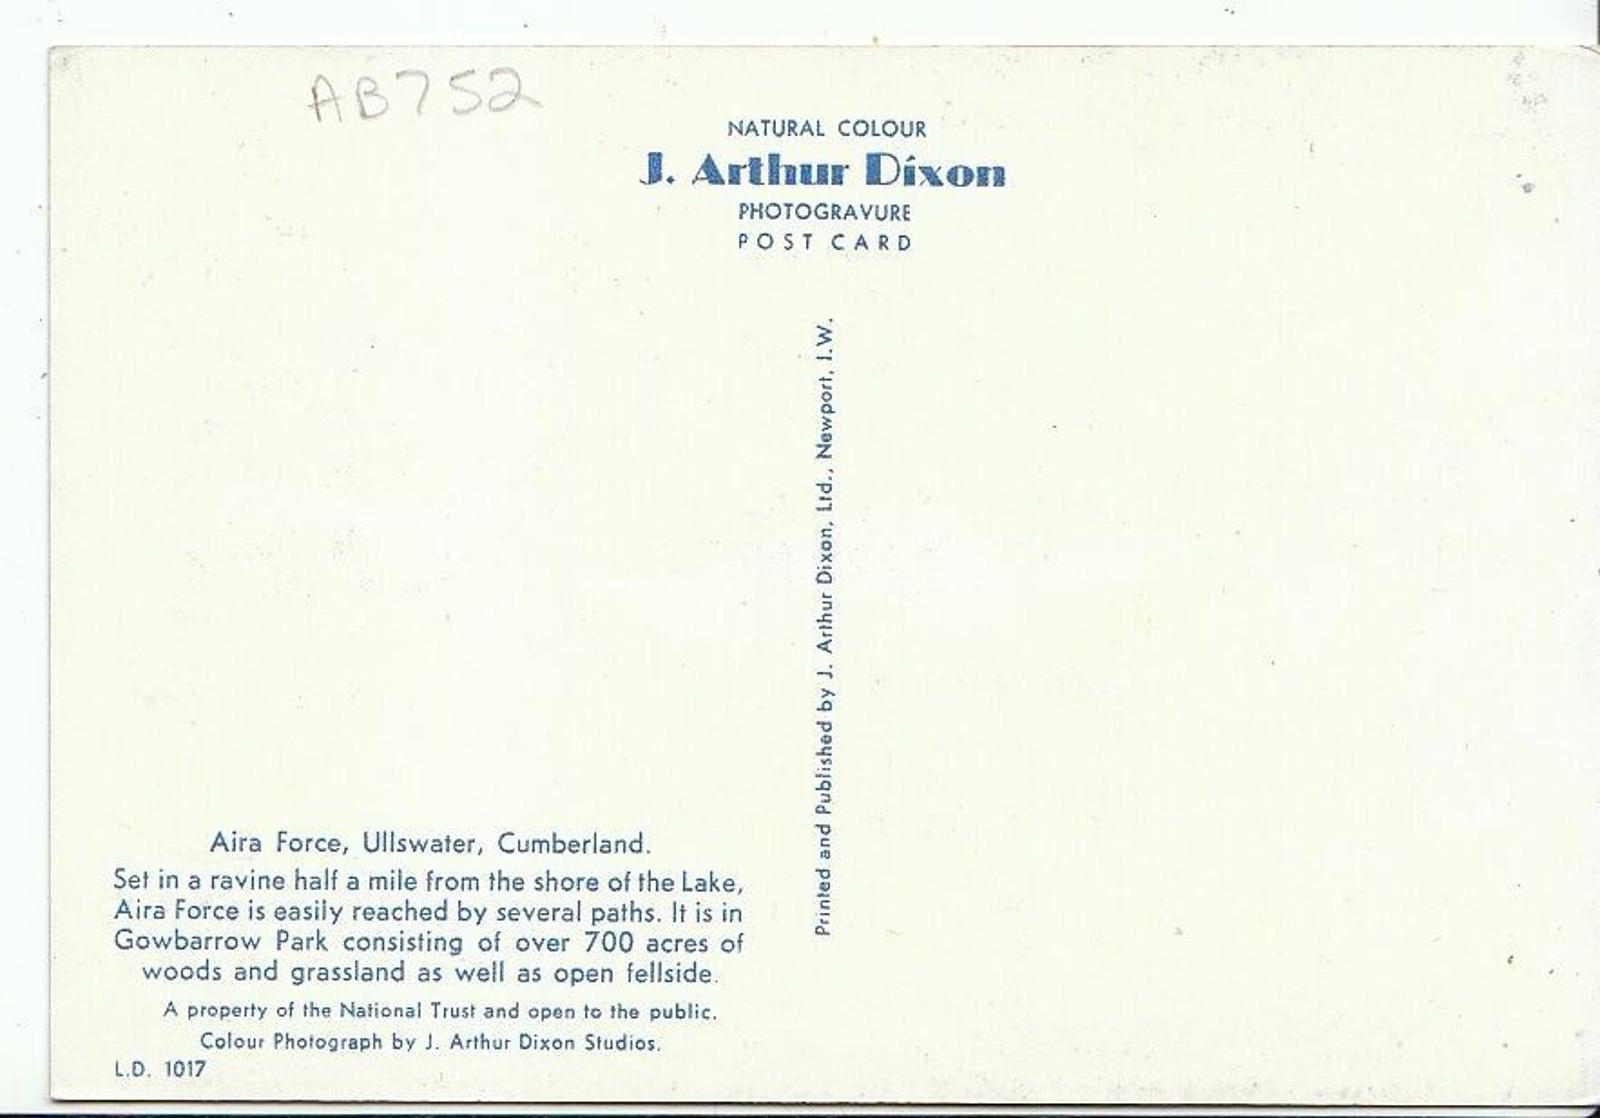 AB752
NATURAL COLOUR
J. Arthur Dixon
PHOTOGRAVURE
POST CARD
Printed and Published by J. Arthur Dixon, Ltd., Newport, I.W.
Aira Force, Ullswater, Cumberland.
Set in a ravine half a mile from the shore of the Lake,
Aira Force is easily reached by several paths. It is in
Gowbarrow Park consisting of over 700 acres of
woods and grassland as well as open fellside.
A property of the National Trust and open to the public.
Colour Photograph by J. Arthur Dixon Studios.
L.D. 1017